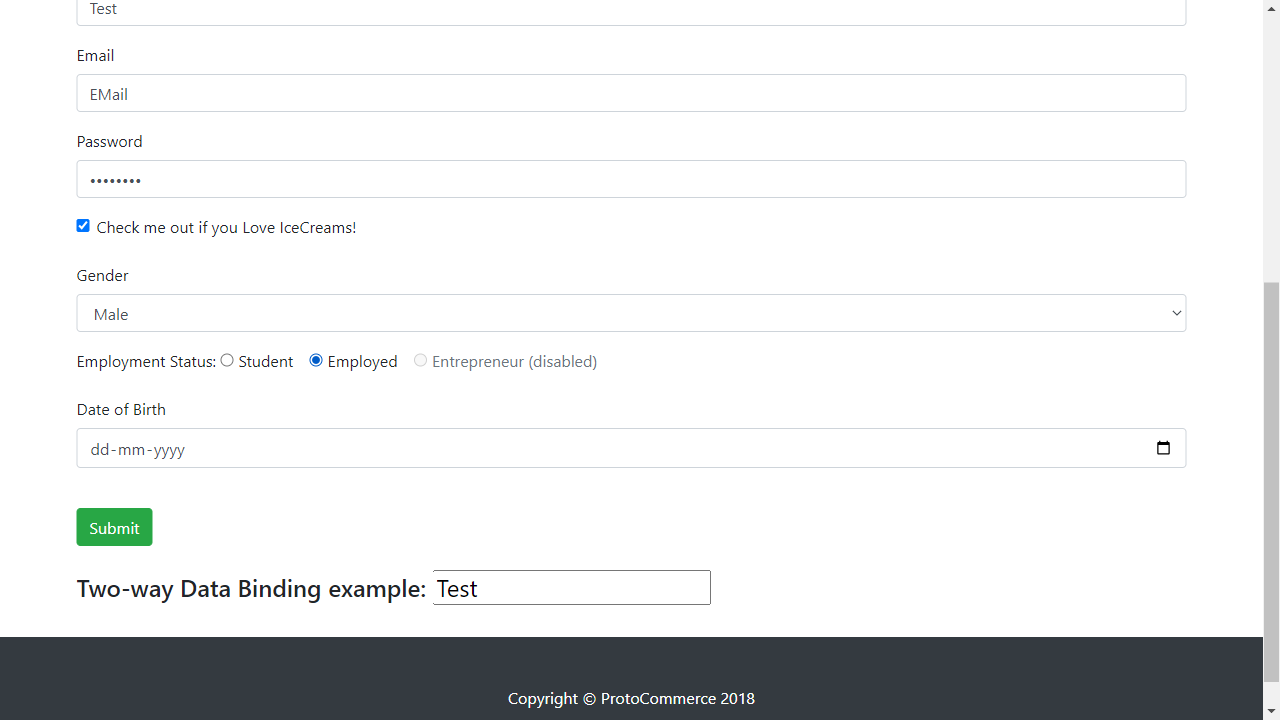 Test
Email
EMail
Password
••••••••
Check me out if you Love IceCreams!
Gender
Male
Employment Status: Student Employed Entrepreneur (disabled)
Date of Birth
dd-mm-yyyy
Submit
Two-way Data Binding example: Test
Copyright © ProtoCommerce 2018